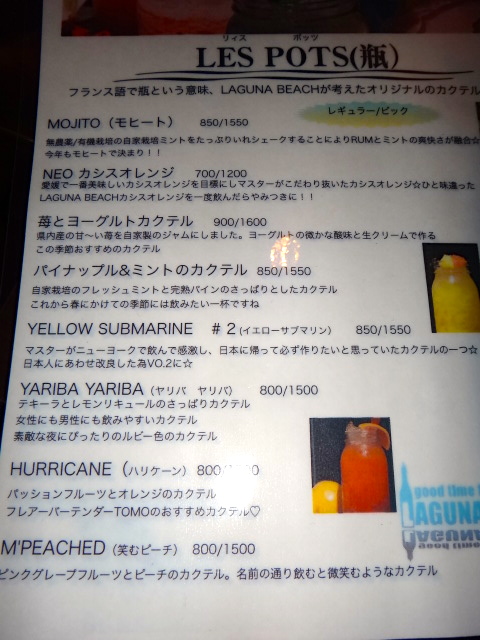 リィス ポッツ
LES POTS(瓶)
フランス語で瓶という意味、LAGUNA BEACHが考えたオリジナルのカクテル
レギュラー/ビック
MOJITO（モヒート） 850/1550
無農薬/有機栽培の自家栽培ミントをたっぷりいれシェークすることによりRUMとミントの爽快さが融合☆
今年もモヒートで決まり！！
NEO カシスオレンジ 700/1200
愛媛で一番美味しいカシスオレンジを目標にしマスターがこだわり抜いたカシスオレンジ☆ひと味違った
LAGUNA BEACHカシスオレンジを一度飲んだらやみつきに！！
苺とヨーグルトカクテル 900/1600
県内産の甘〜い苺を自家製のジャムにしました。ヨーグルトの微かな酸味と生クリームで作る
この季節おすすめのカクテル
パイナップル&ミントのカクテル 850/1550
自家栽培のフレッシュミントと完熟パインのさっぱりとしたカクテル
これから春にかけての季節には飲みたい一杯ですね
YELLOW SUBMARINE ＃2(イエローサブマリン) 850/1550
マスターがニューヨークで飲んで感激し、日本に帰って必ず作りたいと思っていたカクテルの一つ☆
日本人にあわせ改良した為VO.2に☆
YARIBA YARIBA（ヤリバ ヤリバ） 800/1500
テキーラとレモンリキュールのさっぱりカクテル
女性にも男性にも飲みやすいカクテル
素敵な夜にぴったりのルビー色のカクテル
HURRICANE（ハリケーン）
パッションフルーツとオレンジのカクテル
フレアーバーテンダーTOMOのおすすめカクテル♡
good time
LAGUNA
M'PEACHED（笑むピーチ） 800/1500
ピンクグレープフルーツとピーチのカクテル。名前の通り飲むと微笑むようなカクテル